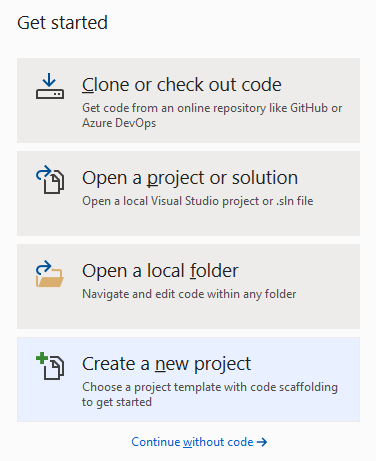 Get started
Clone or check out code
Get code from an online repository like GitHub or
Azure DevOps
Open a project or solution
Open a local Visual Studio project or .sln file
Open a local folder
Navigate and edit code within any folder
Create a new project
Choose a project template with code scaffolding
to get started
Continue without code →